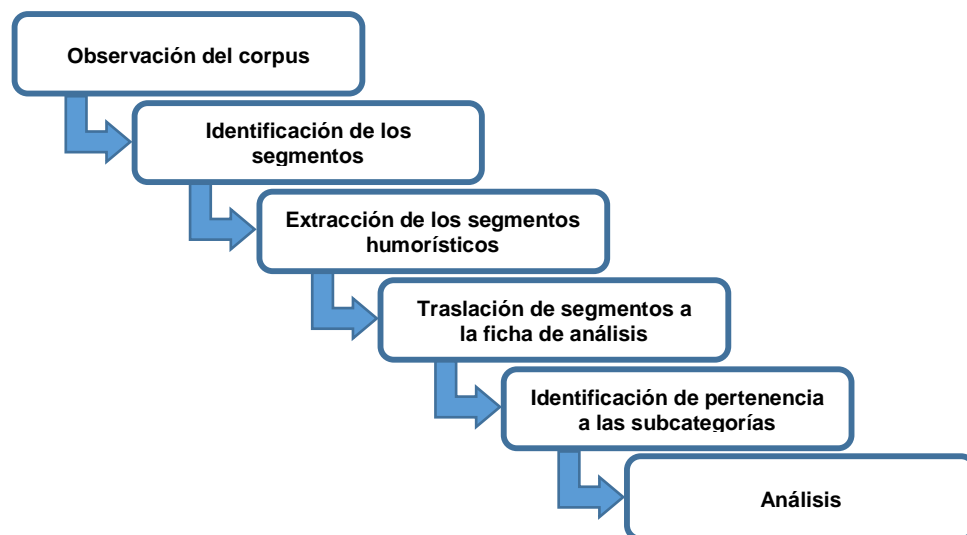 Observación del corpus
Identificación de los
segmentos
Extracción de los segmentos
humorísticos
Traslación de segmentos a
la ficha de análisis
Identificación de pertenencia
a las subcategorías
Análisis